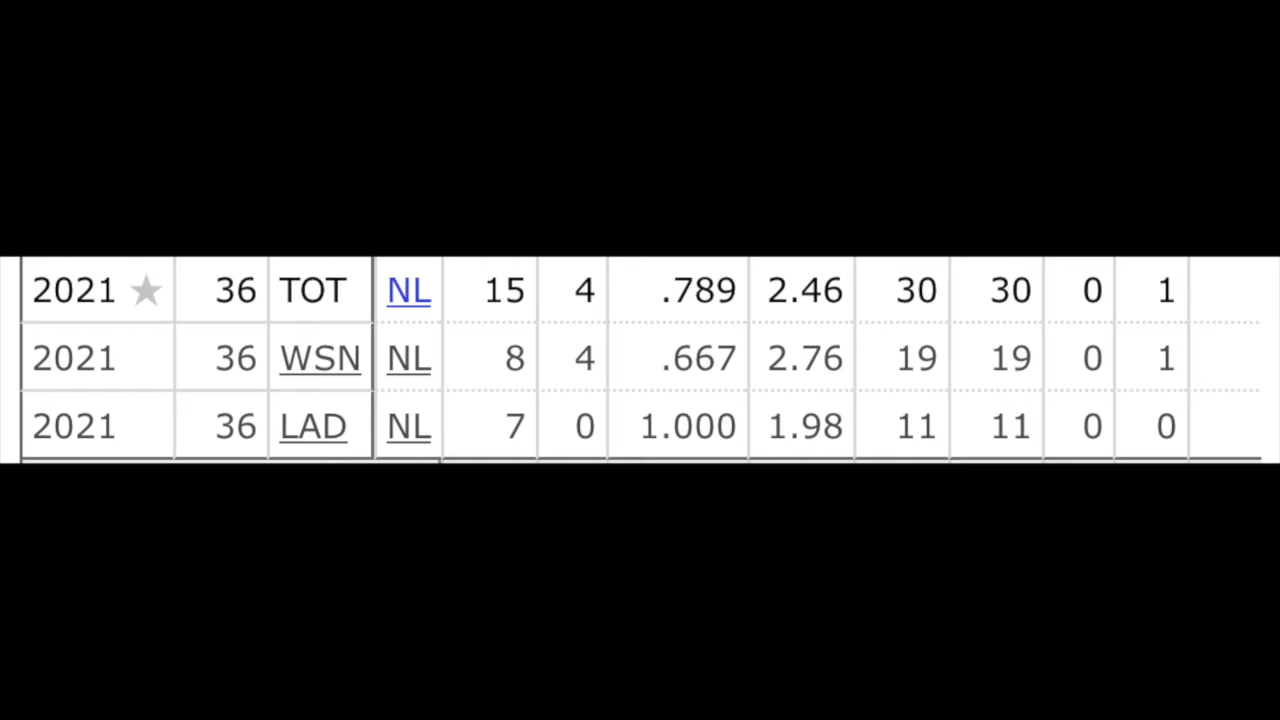 2021 ★ 36 TOT NL 15 4 .789 2.46 30 30 0 1
2021 36 WSN NL 8 4 .667 2.76 19 19 0 1
2021 36 LAD NL 7 0 1.000 1.98 11 11 0 0